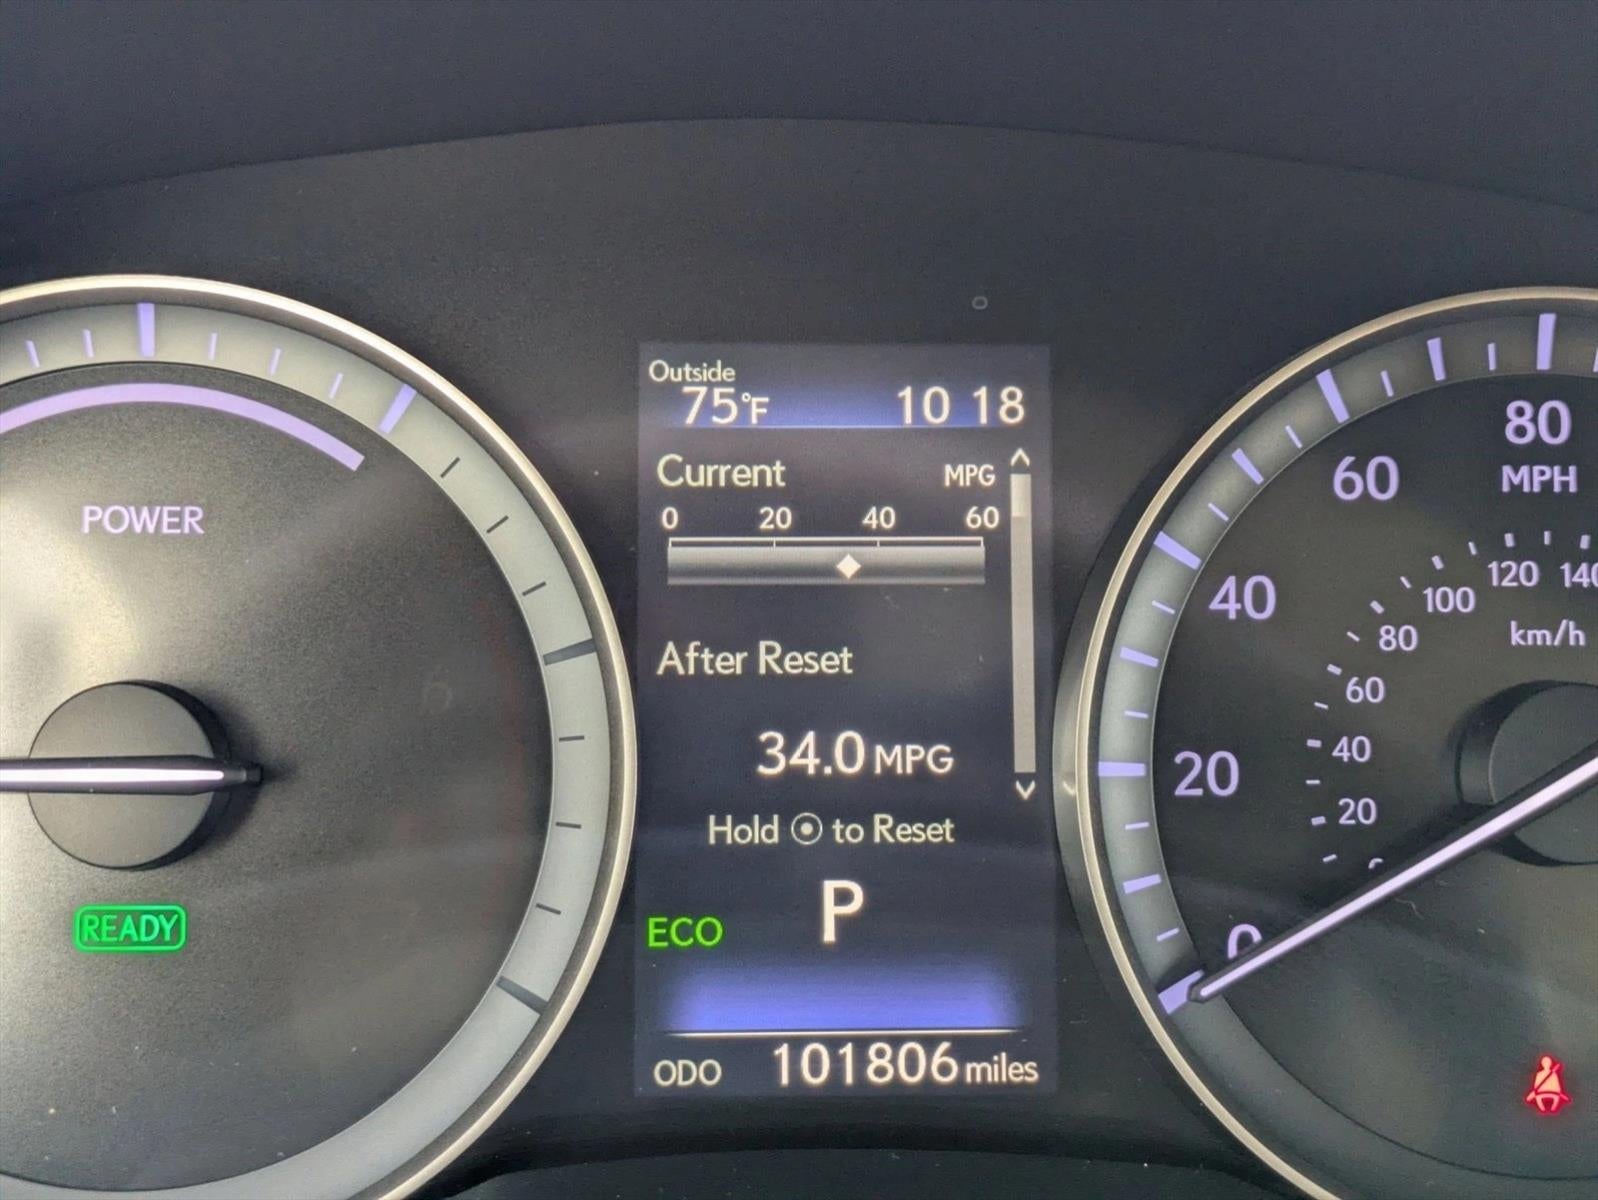 Outside
75°F 10 18
Current MPG
0 20 40 60
After Reset
34.0 MPG
Hold to Reset
P
ECO
ODO 101806 miles
POWER
READY
0 20 40 60 80
MPH
20 40 60 80 100 120
km/h